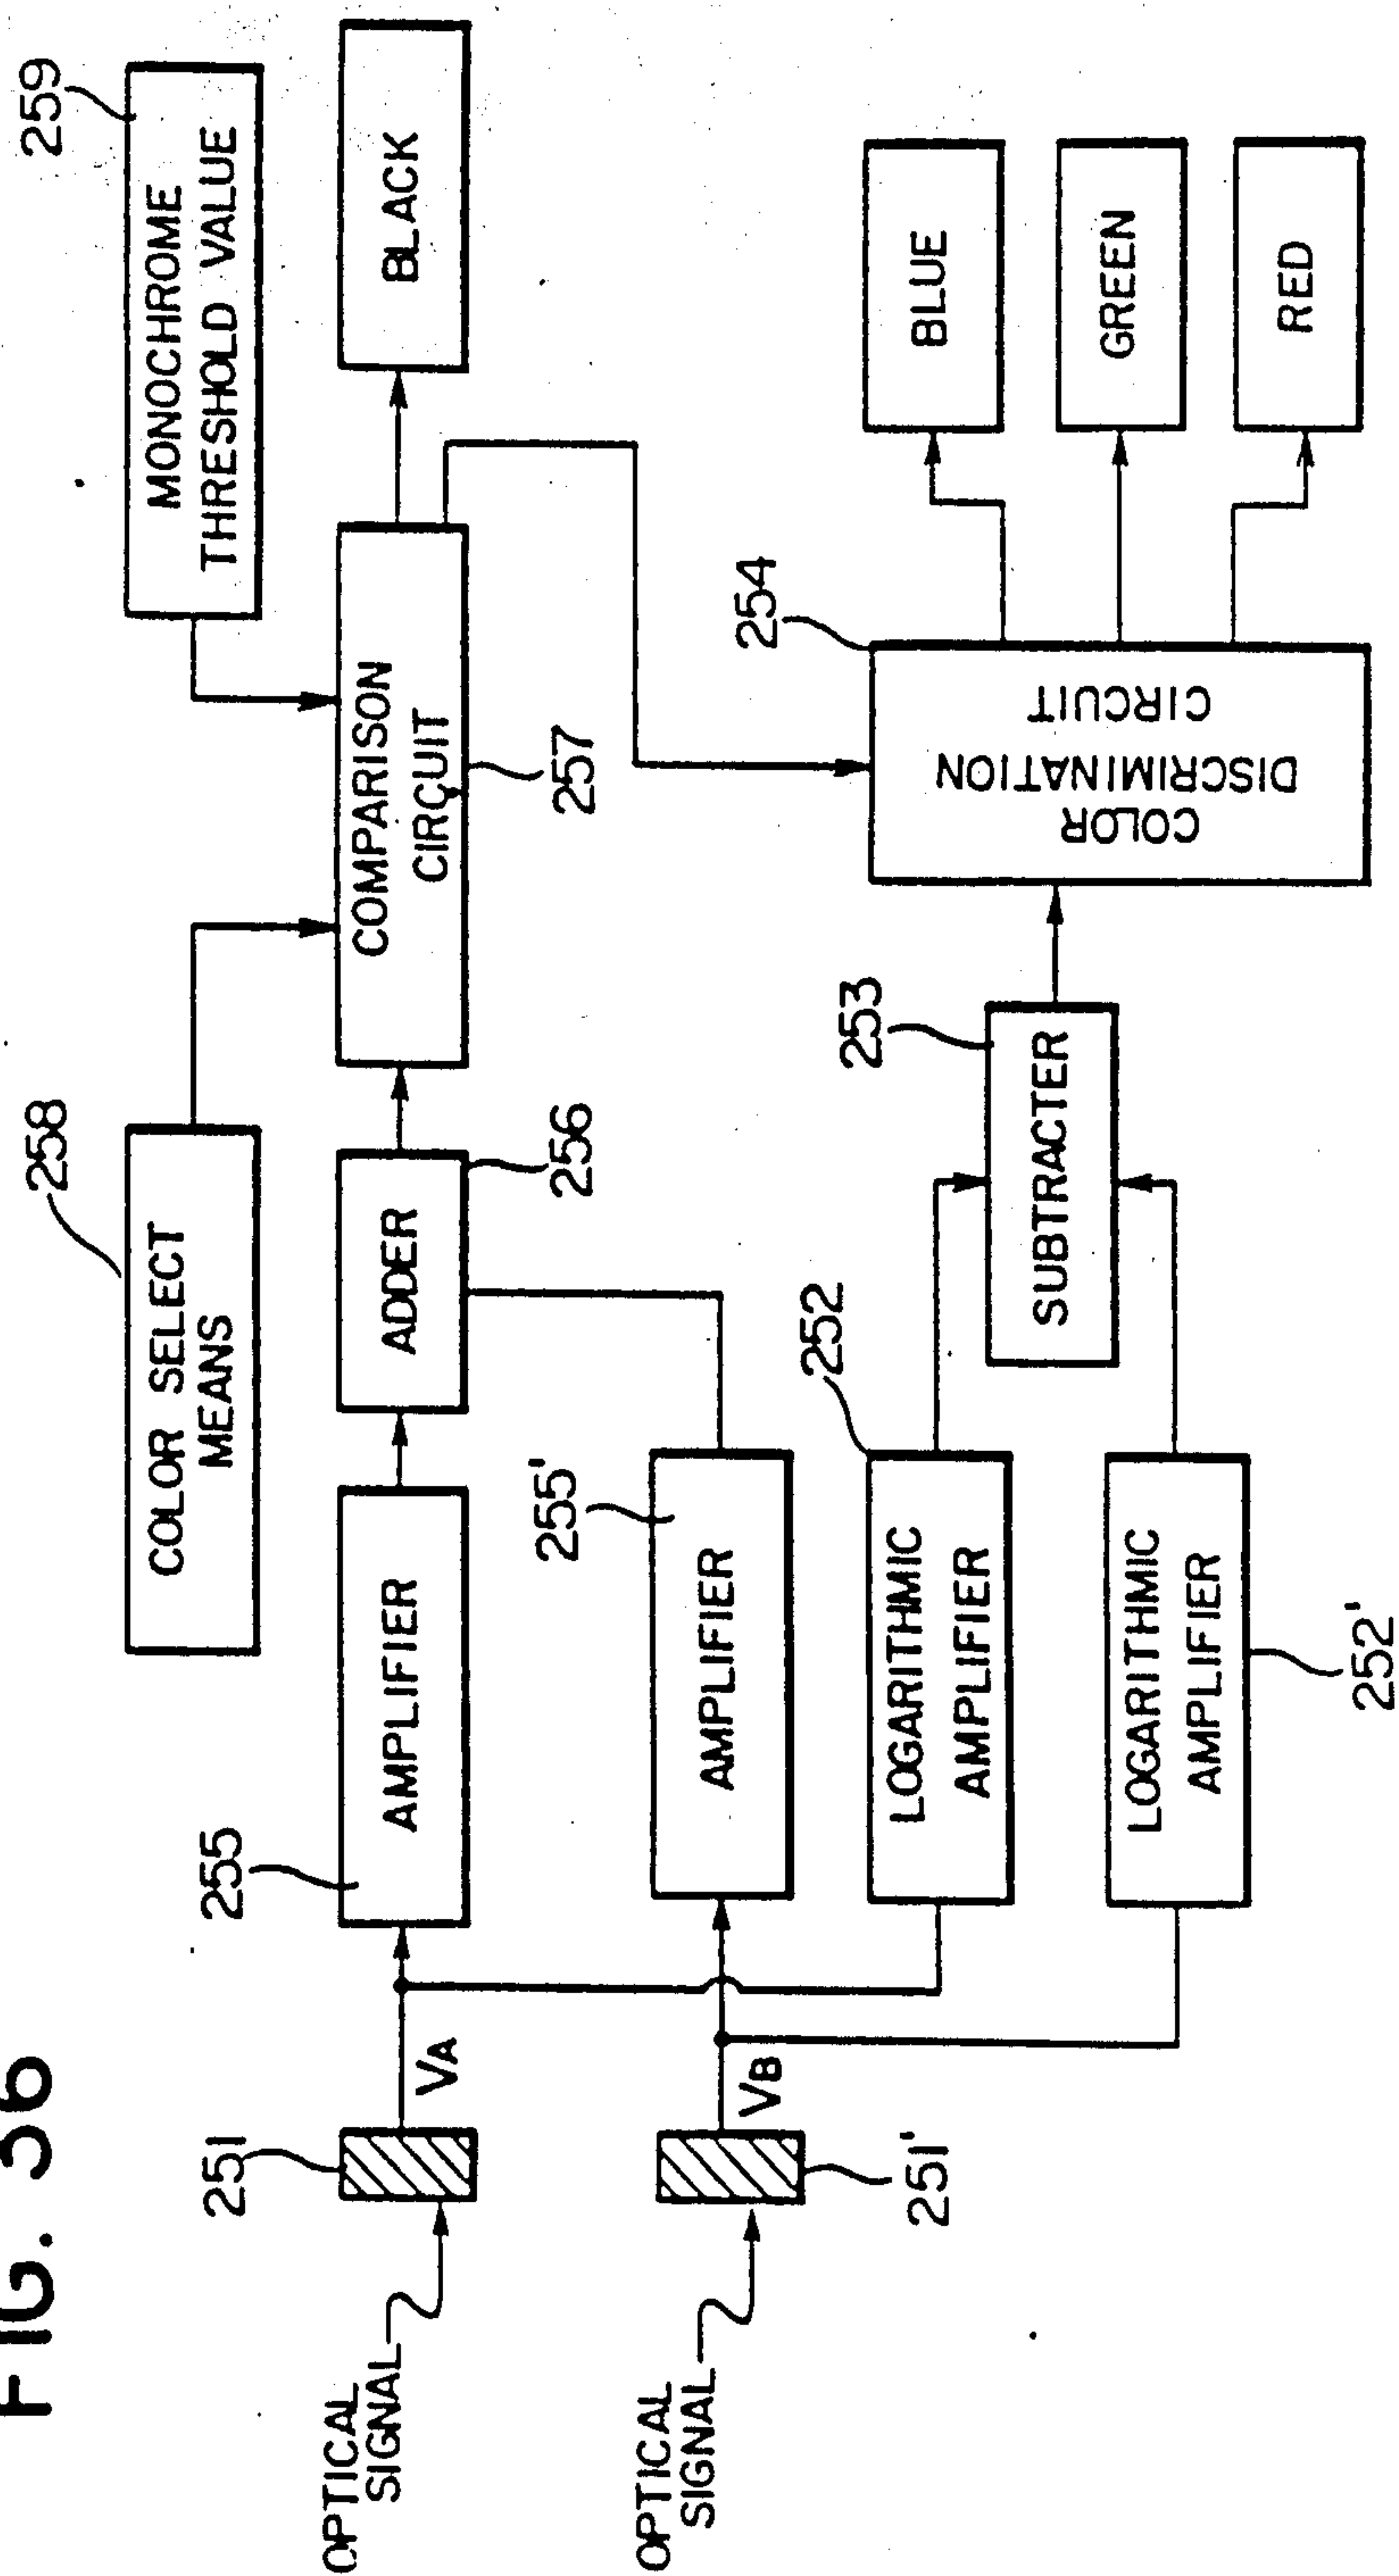 FIG. 36
259
MONOCHROME
THRESHOLD VALUE
258
COLOR SELECT
MEANS
BLACK
COMPARISON
CIRCUIT
257
ADDER
256
255
AMPLIFIER
251
VA
OPTICAL
SIGNAL
255'
AMPLIFIER
VB
251'
OPTICAL
SIGNAL
252
LOGARITHMIC
AMPLIFIER
LOGARITHMIC
AMPLIFIER
252'
253
SUBTRACTER
254
COLOR
DISCRIMINATION
CIRCUIT
BLUE
GREEN
RED